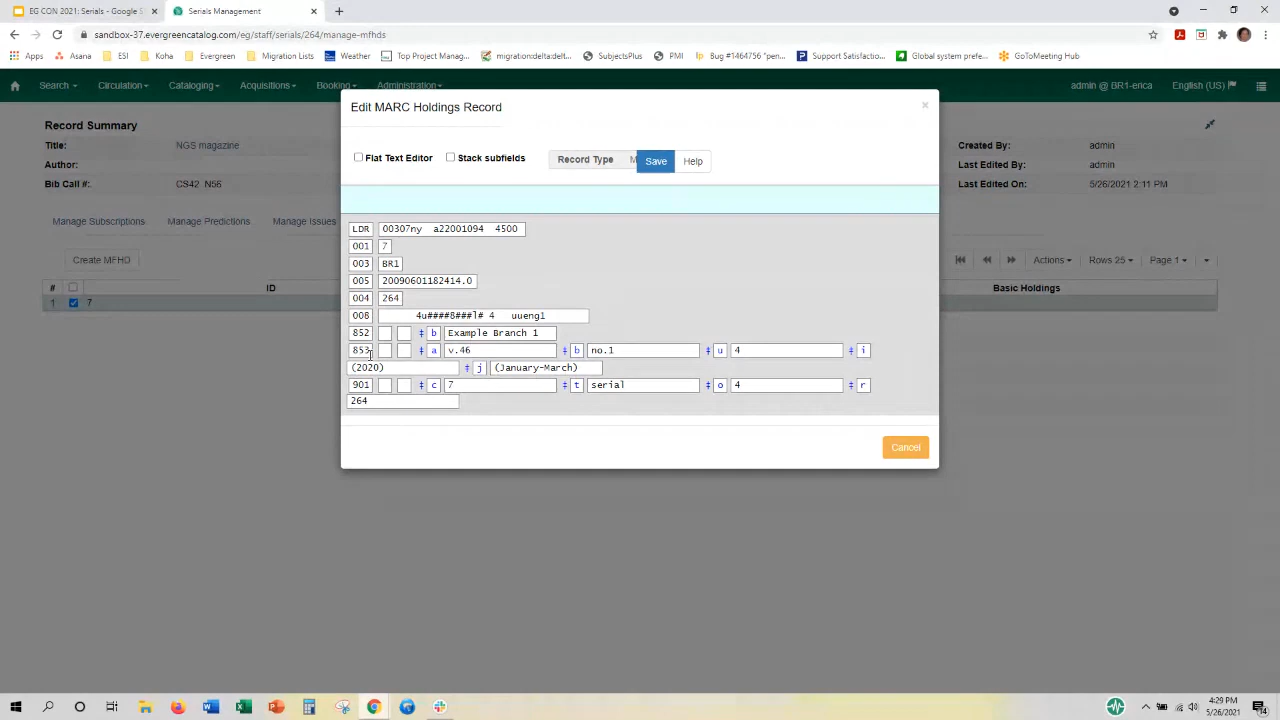 EG CON 2021: Serials - Google S
Serials Management
sandbox-37.evergreencatalog.com/eg/staff/serials/264/manage-mfhds
Apps Asana ESI Koha Evergreen Migration Lists Weather Top Project Manag... migration:deluxe:delt... SubjectsPlus PMI Bug #1464756 "pen... Support Satisfactio... Global system prefe... GoToMeeting Hub
Search Circulation Cataloging Acquisitions Booking Administration admin @ BR1-erica English (US)
Edit MARC Holdings Record
Record Summary
Title: NGS magazine Created By: admin
Author: Last Edited By: admin
Bib Call #: CS42 N56 Last Edited On: 5/26/2021 2:11 PM
Flat Text Editor Stack subfields Record Type M Save Help
Manage Subscriptions Manage Predictions Manage Issues
LDR 00307ny a22001094 4500
001 7
Create MFHD 003 BR1 Actions Rows 25 Page 1
005 20090601182414.0
# ID Basic Holdings
004 264
1 7
008 4u####8###l# 4 uueng1
852 ‡ b Example Branch 1
853 ‡ a v.46 ‡ b no.1 ‡ u 4 ‡ i
(2020) ‡ j (January-March)
901 ‡ c 7 ‡ t serial ‡ o 4 ‡ r
264
Cancel
4:29 PM
5/26/2021